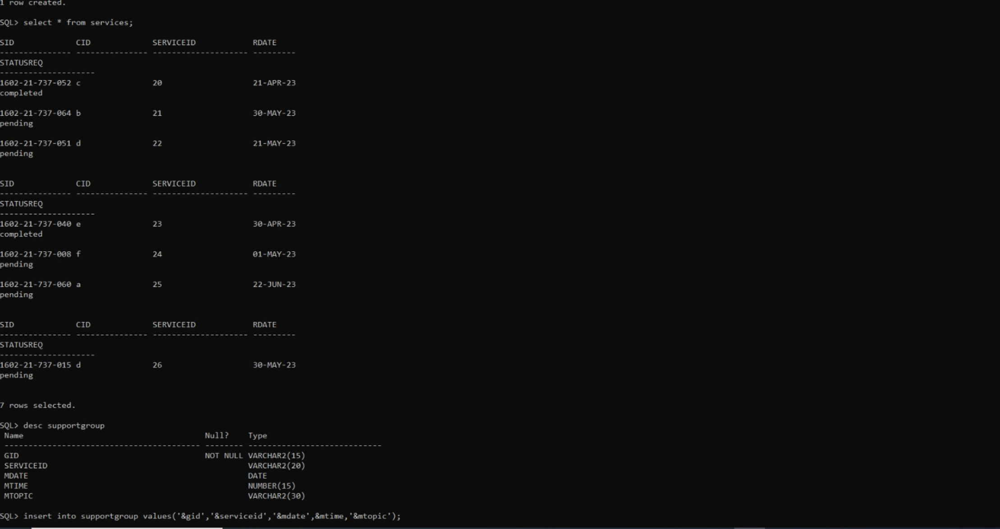 1 row created.
SQL> select * from services;
SID             CID             SERVICEID            RDATE
--------------- --------------- -------------------- ---------
STATUSREQ
--------------------
1602-21-737-052 c               20                   21-APR-23
completed
1602-21-737-064 b               21                   30-MAY-23
pending
1602-21-737-051 d               22                   21-MAY-23
pending
SID             CID             SERVICEID            RDATE
--------------- --------------- -------------------- ---------
STATUSREQ
--------------------
1602-21-737-040 e               23                   30-APR-23
completed
1602-21-737-008 f               24                   01-MAY-23
pending
1602-21-737-060 a               25                   22-JUN-23
pending
SID             CID             SERVICEID            RDATE
--------------- --------------- -------------------- ---------
STATUSREQ
--------------------
1602-21-737-015 d               26                   30-MAY-23
pending
7 rows selected.
SQL> desc supportgroup
Name                                      Null?    Type
----------------------------------------- -------- ----------------------------
GID                                       NOT NULL VARCHAR2(15)
SERVICEID                                          VARCHAR2(20)
MDATE                                              DATE
MTIME                                              NUMBER(15)
MTOPIC                                             VARCHAR2(30)
SQL> insert into supportgroup values('&gid','&serviceid','&mdate',&mtime,'&mtopic');